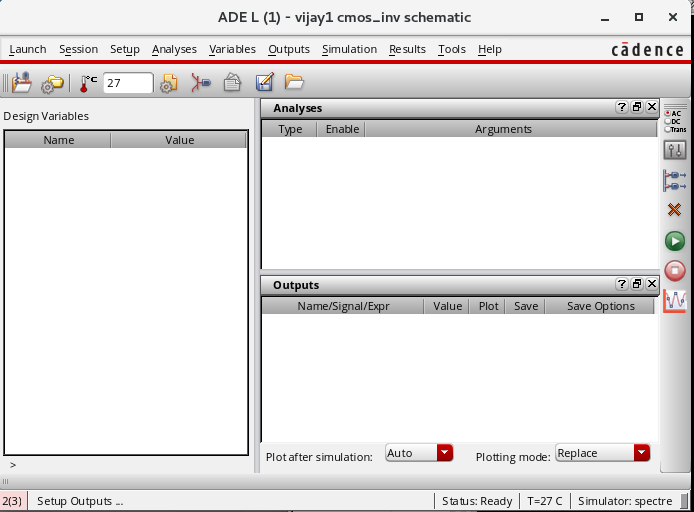 ADE L (1) - vijay1 cmos_inv schematic
Launch Session Setup Analyses Variables Outputs Simulation Results Tools Help
cādence
°C 27
Design Variables
Name Value
>
Analyses
Type Enable Arguments
Outputs
Name/Signal/Expr Value Plot Save Save Options
Plot after simulation: Auto Plotting mode: Replace
AC
DC
Trans
2(3) Setup Outputs ... Status: Ready T=27 C Simulator: spectre